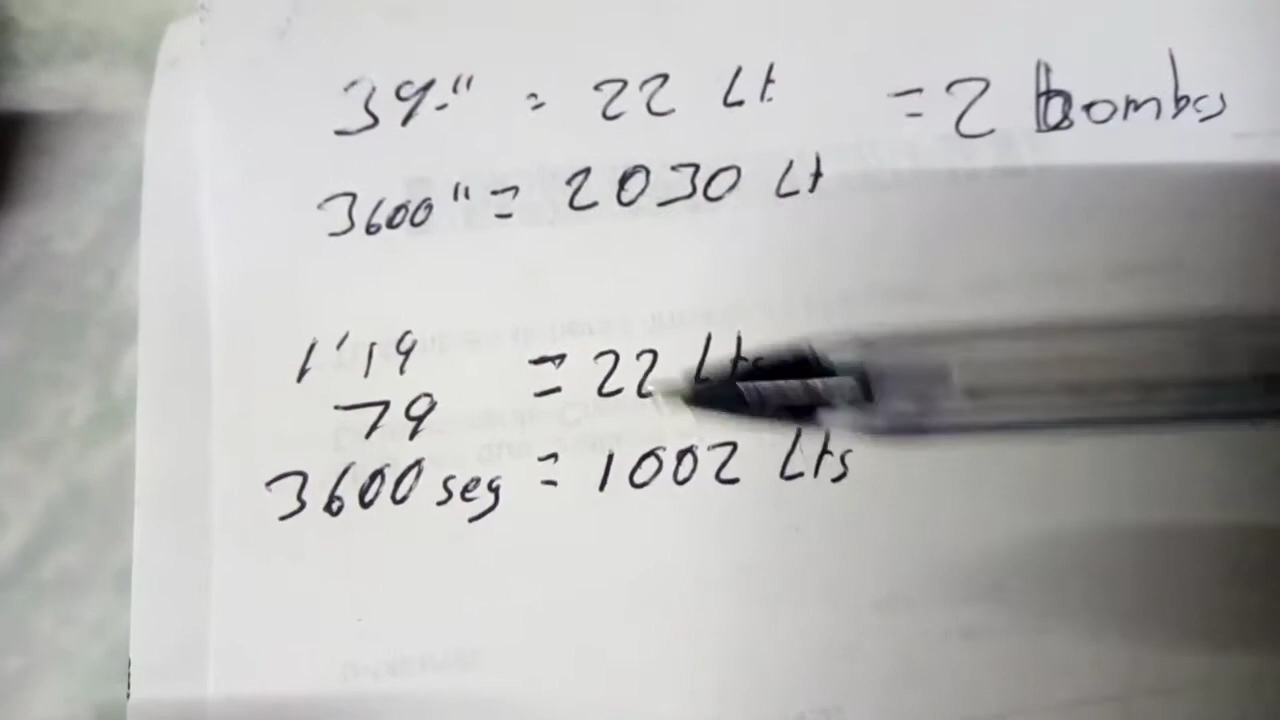 39" = 22 Lt = 2 bombas
3600" = 2030 Lt
1'19
79 = 22 Lts
3600 seg = 1002 Lts